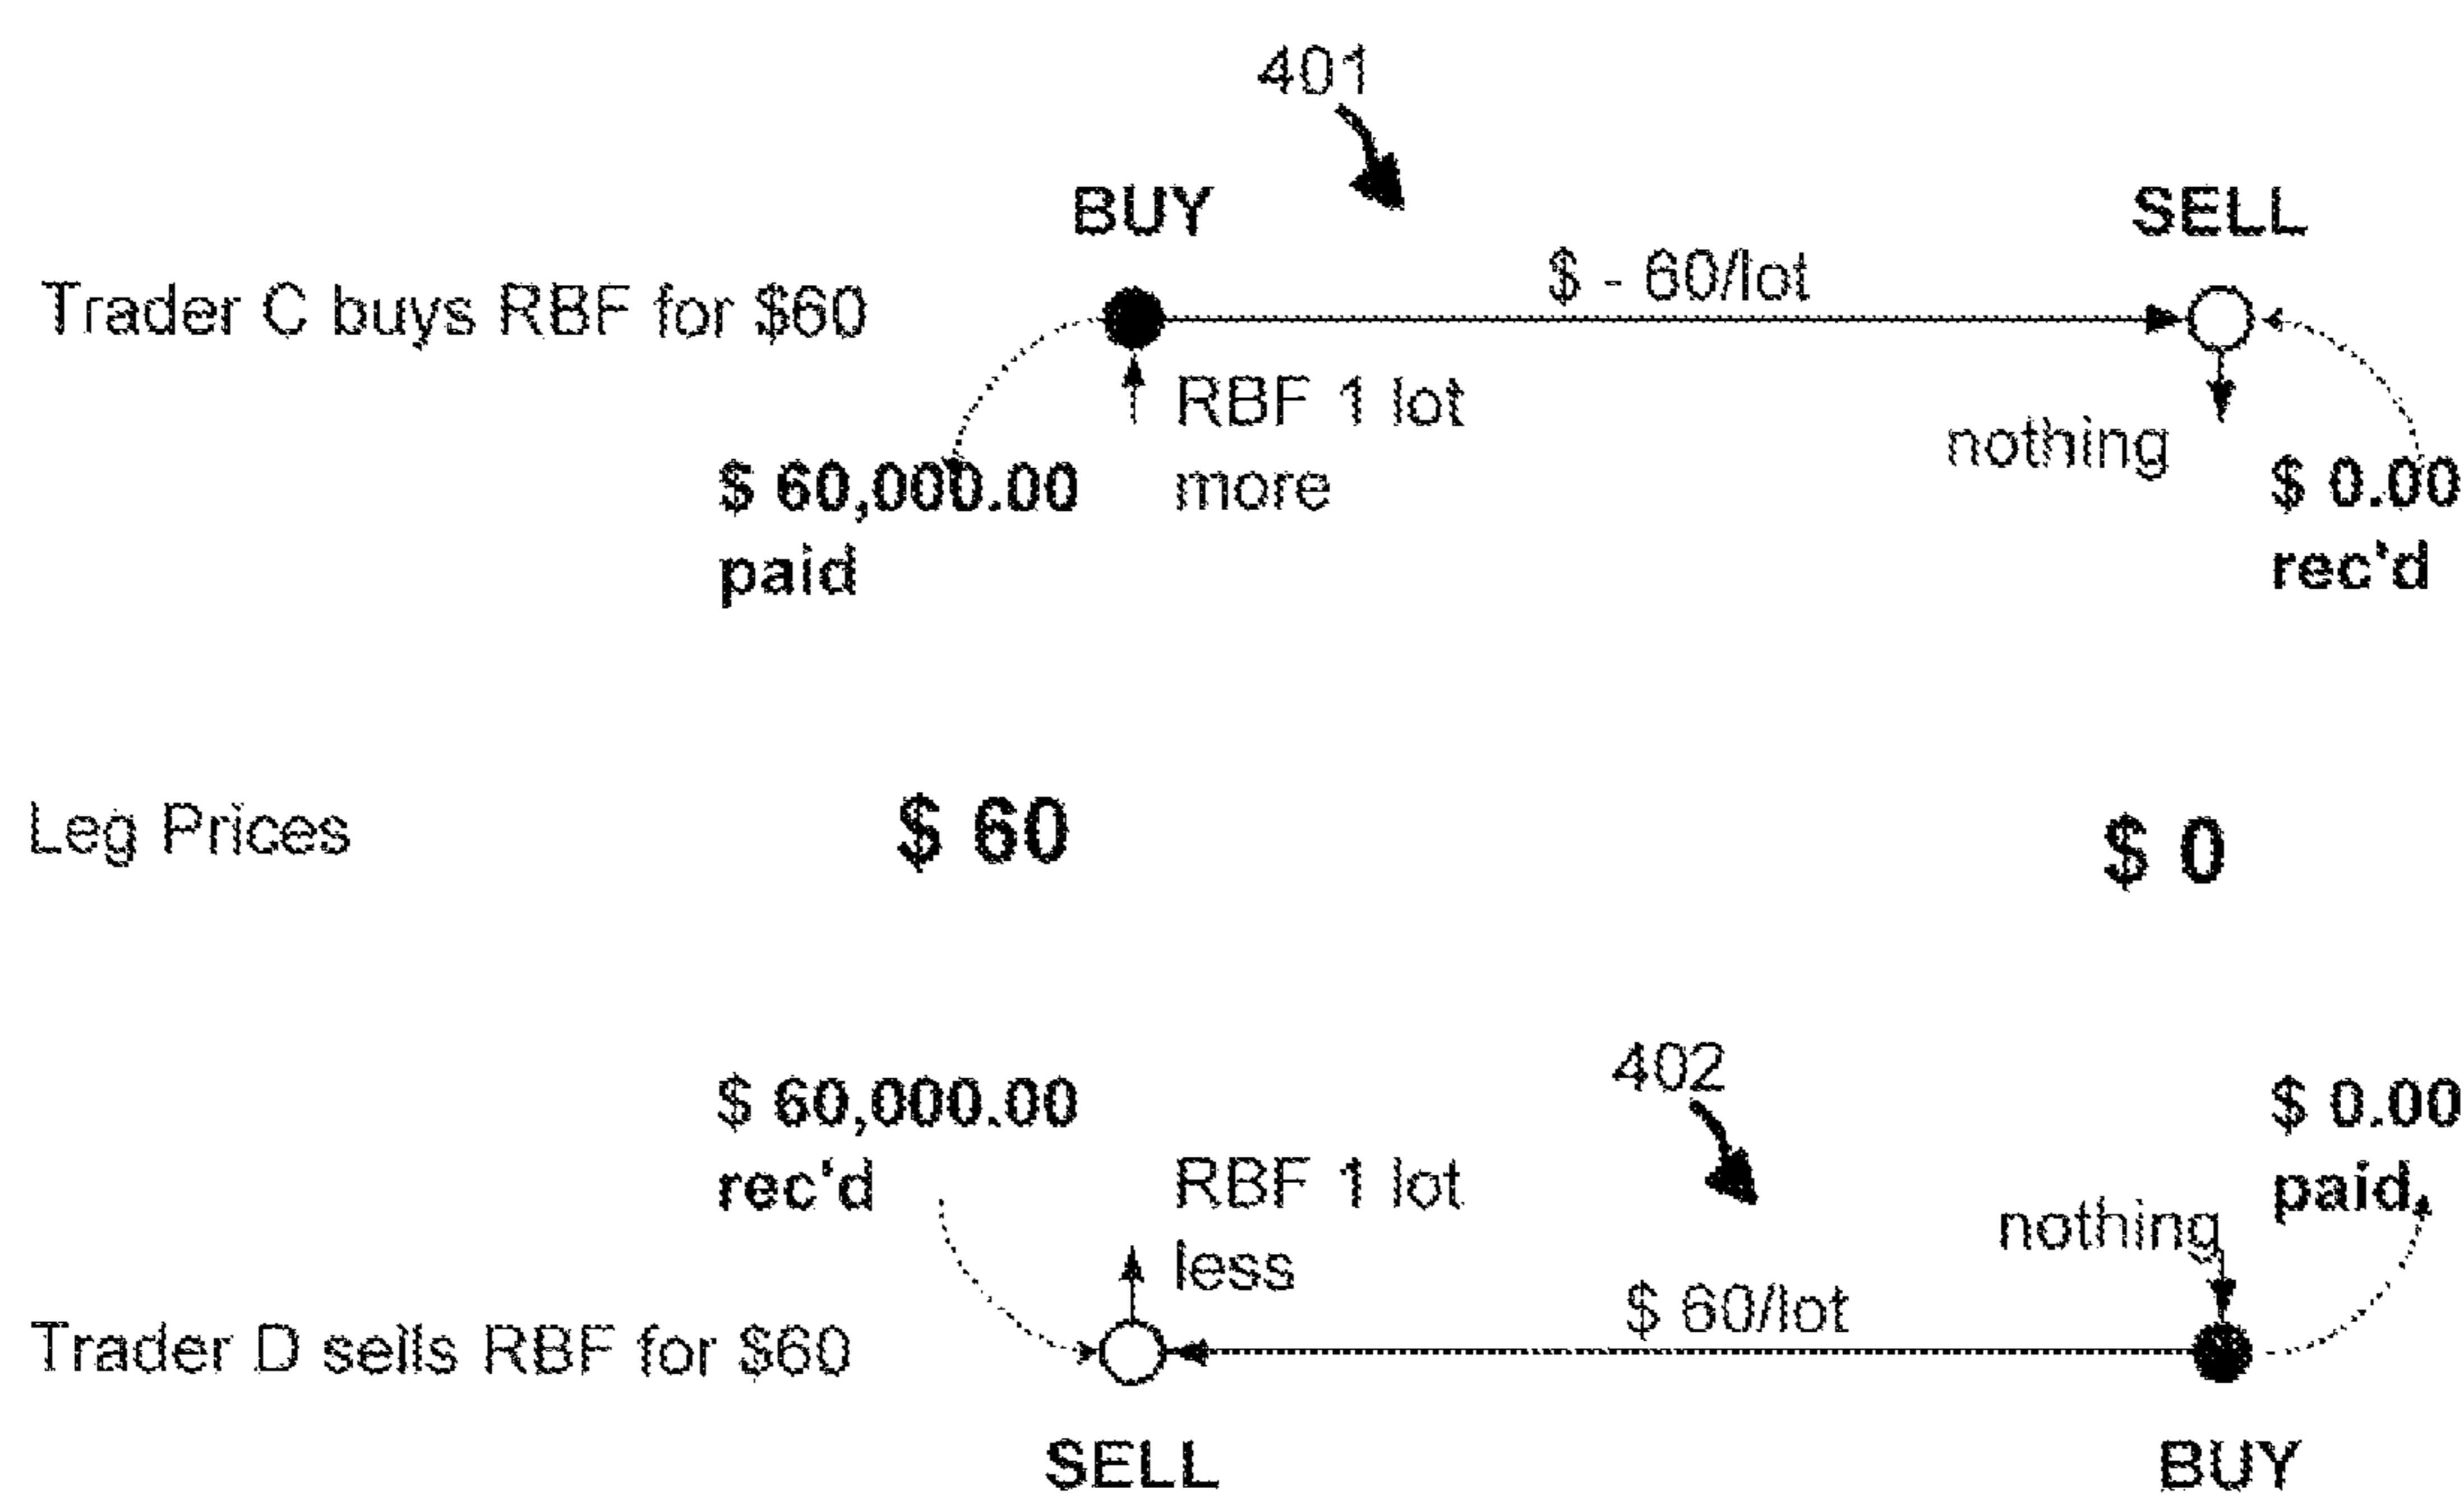 401
BUY
SELL
Trader C buys RBF for $60
$ - 60/lot
RBF 1 lot
more
nothing
$ 60,000.00
paid
$ 0.00
rec'd
Leg Prices
$ 60
$ 0
$ 60,000.00
rec'd
402
$ 0.00
paid
RBF 1 lot
less
nothing
$ 60/lot
Trader D sells RBF for $60
SELL
BUY